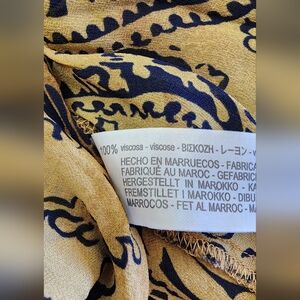 100% viscosa - viscose - ΒΙΣΚΟΖΗ - レーヨン -
HECHO EN MARRUECOS - FABRICA
FABRIQUÉ AU MAROC - GEFABRIC
HERGESTELLT IN MAROKKO - KA
FREMSTILLET I MAROKKO - DIBU
MARROCOS - FET AL MARROC - MA